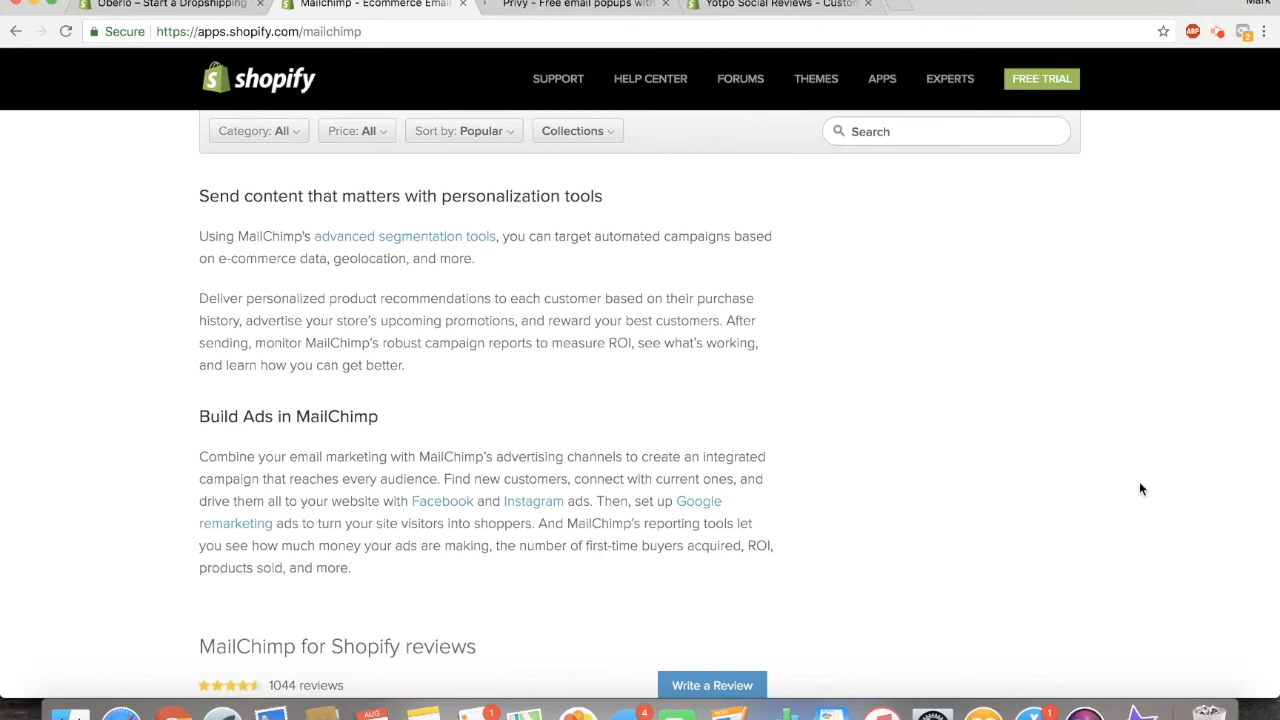 Oberlo – Start a Dropshipping
Mailchimp - Ecommerce Email
Privy - Free email popups with
Yotpo Social Reviews - Custom
Mark
Secure https://apps.shopify.com/mailchimp
ABP
2
shopify
SUPPORT HELP CENTER FORUMS THEMES APPS EXPERTS FREE TRIAL
Category: All Price: All Sort by: Popular Collections Search
Send content that matters with personalization tools
Using MailChimp's advanced segmentation tools, you can target automated campaigns based
on e-commerce data, geolocation, and more.
Deliver personalized product recommendations to each customer based on their purchase
history, advertise your store's upcoming promotions, and reward your best customers. After
sending, monitor MailChimp's robust campaign reports to measure ROI, see what's working,
and learn how you can get better.
Build Ads in MailChimp
Combine your email marketing with MailChimp's advertising channels to create an integrated
campaign that reaches every audience. Find new customers, connect with current ones, and
drive them all to your website with Facebook and Instagram ads. Then, set up Google
remarketing ads to turn your site visitors into shoppers. And MailChimp's reporting tools let
you see how much money your ads are making, the number of first-time buyers acquired, ROI,
products sold, and more.
MailChimp for Shopify reviews
1044 reviews Write a Review
AUG 1 4 1